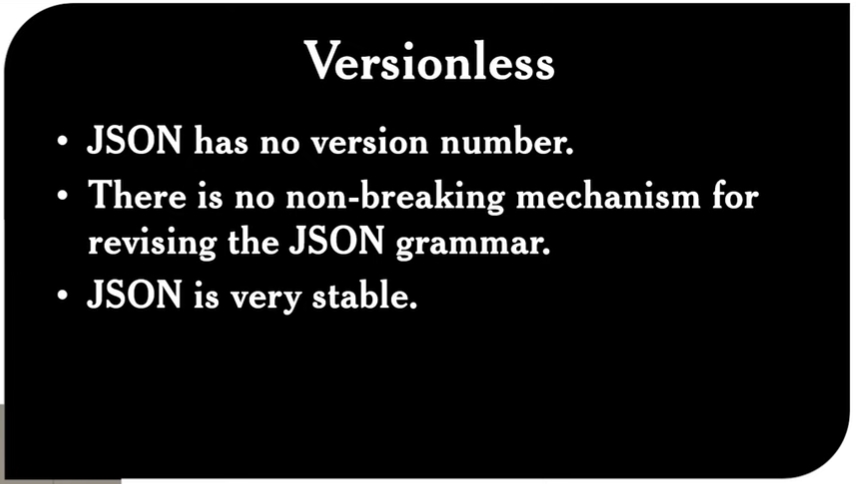 Versionless
• JSON has no version number.
• There is no non-breaking mechanism for
revising the JSON grammar.
• JSON is very stable.